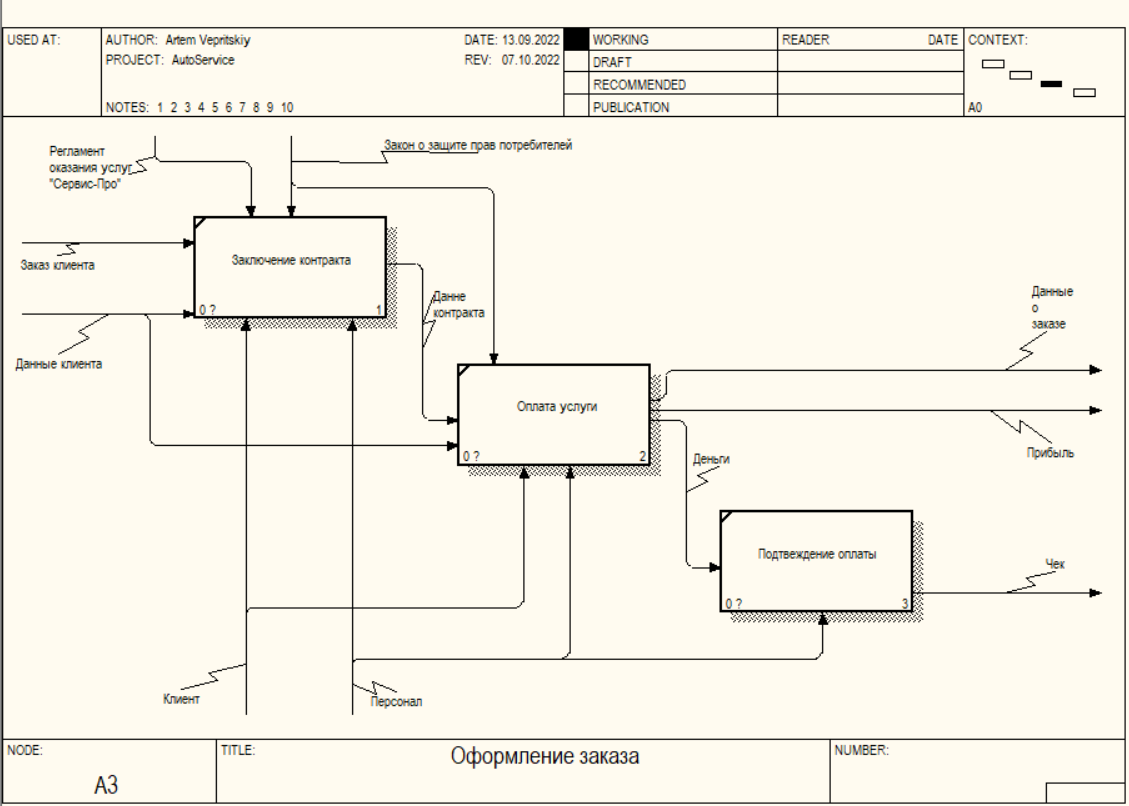 USED AT:
AUTHOR: Artem Vepritskiy
DATE: 13.09.2022
WORKING
READER
DATE
CONTEXT:
PROJECT: AutoService
REV: 07.10.2022
DRAFT
RECOMMENDED
NOTES: 1 2 3 4 5 6 7 8 9 10
PUBLICATION
A0
Регламент
оказания услуг
"Сервис-Про"
Закон о защите прав потребителей
Заказ клиента
Данные клиента
Заключение контракта
0 ?
1
Данне
контракта
Данные
о
заказе
Оплата услуги
0 ?
2
Прибыль
Деньги
Подтвеждение оплаты
0 ?
3
Чек
Клиент
Персонал
NODE:
A3
TITLE:
Оформление заказа
NUMBER: